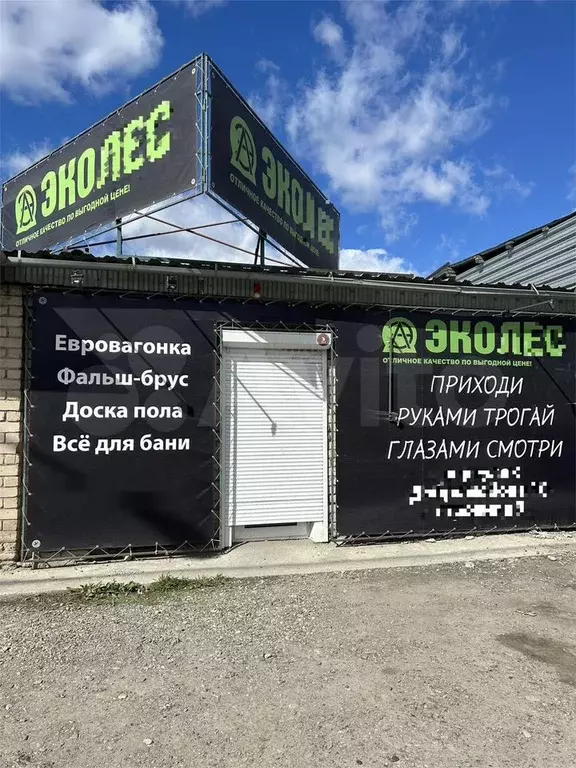 ЭКОЛЕС
ОТЛИЧНОЕ КАЧЕСТВО ПО ВЫГОДНОЙ ЦЕНЕ!
ЭКОЛЕС
ОТЛИЧНОЕ КАЧЕСТВО ПО ВЫГОДНОЙ ЦЕНЕ!
Евровагонка
Фальш-брус
Доска пола
Всё для бани
ЭКОЛЕС
ОТЛИЧНОЕ КАЧЕСТВО ПО ВЫГОДНОЙ ЦЕНЕ!
ПРИХОДИ
РУКАМИ ТРОГАЙ
ГЛАЗАМИ СМОТРИ
Avito